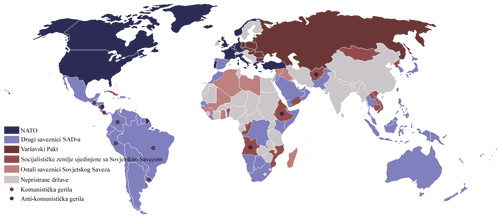 NATO
Drugi saveznici SAD-a
Varšavski Pakt
Socijalističke zemlje ujedinjene sa Sovjetskim Savezom
Ostali saveznici Sovjetskog Saveza
Nepristrane države
Komunistička gerila
Anti-komunistička gerila